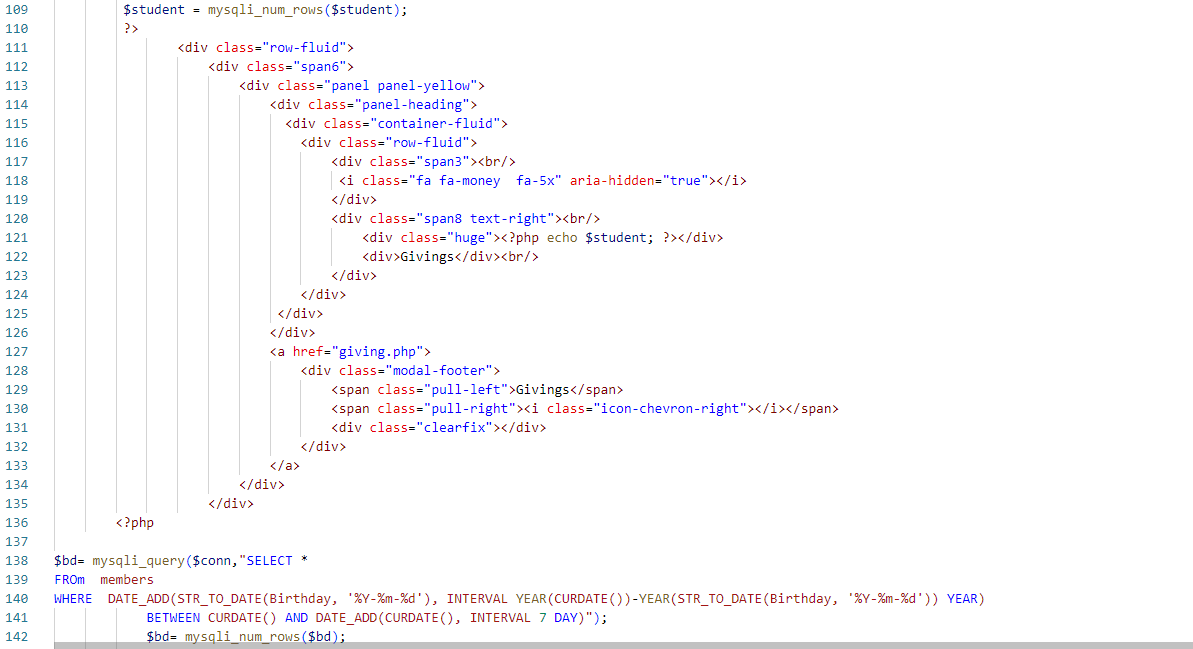 109 $student = mysqli_num_rows($student);
110 ?>
111 <div class="row-fluid">
112 <div class="span6">
113 <div class="panel panel-yellow">
114 <div class="panel-heading">
115 <div class="container-fluid">
116 <div class="row-fluid">
117 <div class="span3"><br/>
118 <i class="fa fa-money  fa-5x" aria-hidden="true"></i>
119 </div>
120 <div class="span8 text-right"><br/>
121 <div class="huge"><?php echo $student; ?></div>
122 <div>Givings</div><br/>
123 </div>
124 </div>
125 </div>
126 </div>
127 <a href="giving.php">
128 <div class="modal-footer">
129 <span class="pull-left">Givings</span>
130 <span class="pull-right"><i class="icon-chevron-right"></i></span>
131 <div class="clearfix"></div>
132 </div>
133 </a>
134 </div>
135 </div>
136 <?php
137
138 $bd= mysqli_query($conn,"SELECT *
139 FROm  members
140 WHERE  DATE_ADD(STR_TO_DATE(Birthday, '%Y-%m-%d'), INTERVAL YEAR(CURDATE())-YEAR(STR_TO_DATE(Birthday, '%Y-%m-%d')) YEAR)
141 BETWEEN CURDATE() AND DATE_ADD(CURDATE(), INTERVAL 7 DAY)");
142 $bd= mysqli_num_rows($bd);